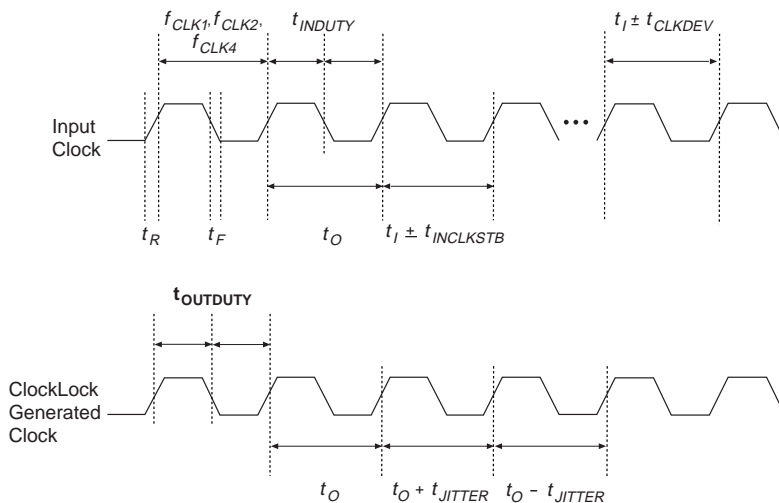 f_CLK1, f_CLK2,
f_CLK4
t_INDUTY
t_I ± t_CLKDEV
Input
Clock
t_R
t_F
t_O
t_I ± t_INCLKSTB
t_OUTDUTY
ClockLock
Generated
Clock
t_O
t_O + t_JITTER
t_O – t_JITTER